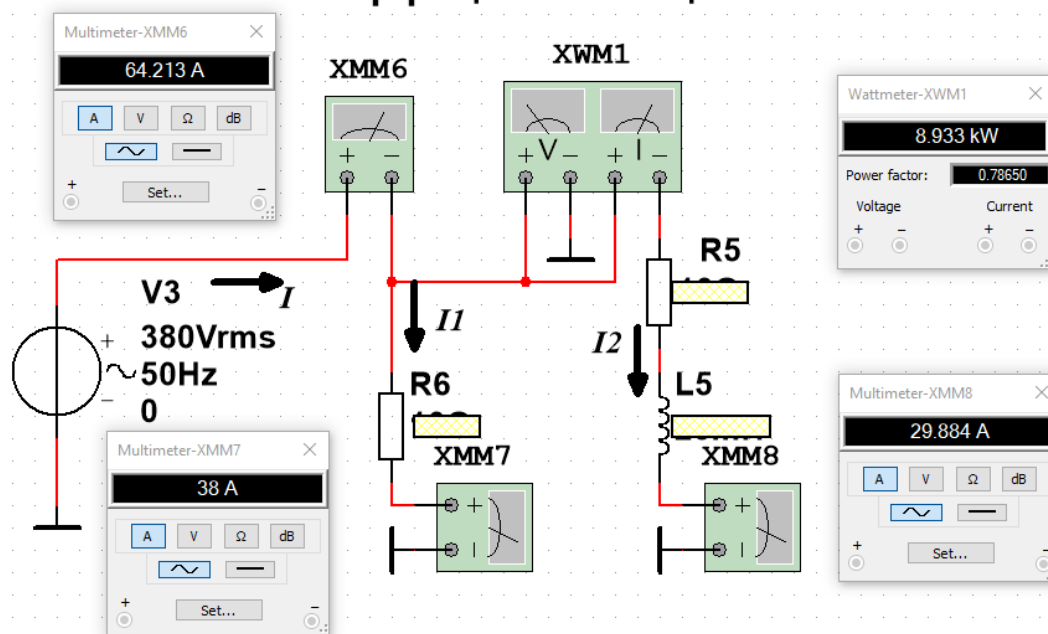 Multimeter-XMM6
64.213 A
A V Ω dB
+ Set... −
XMM6
+ −
XWM1
+ V − + I −
Wattmeter-XWM1
8.933 kW
Power factor: 0.78650
Voltage Current
+ − + −
V3
I
380Vrms
50Hz
0
+
−
I1
R5
I2
R6
L5
XMM7
+
XMM8
+
Multimeter-XMM7
38 A
A V Ω dB
+ Set... −
Multimeter-XMM8
29.884 A
A V Ω dB
+ Set... −